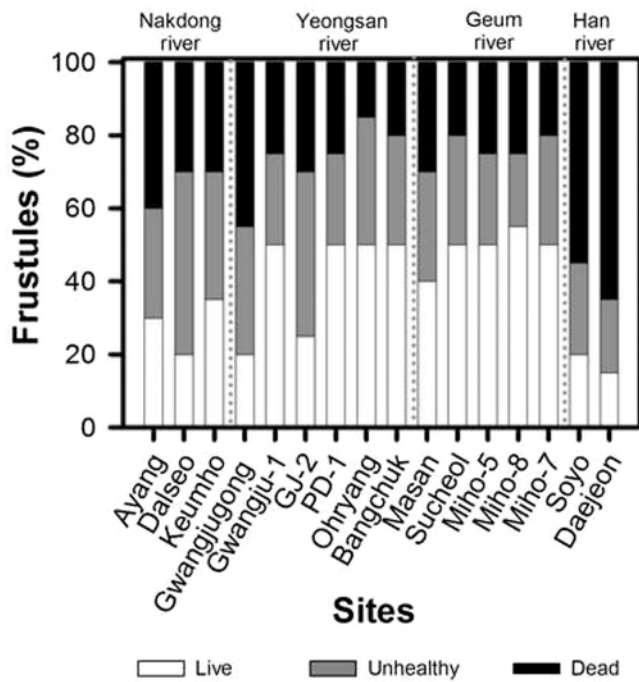 Nakdong river
Yeongsan river
Geum river
Han river
Frustules (%)
100
80
60
40
20
0
Ayang
Dalseo
Keumho
Gwangjugong
Gwangju-1
GJ-2
PD-1
Ohryang
Bangchuk
Masan
Sucheol
Miho-5
Miho-8
Miho-7
Soyo
Daejeon
Sites
Live
Unhealthy
Dead